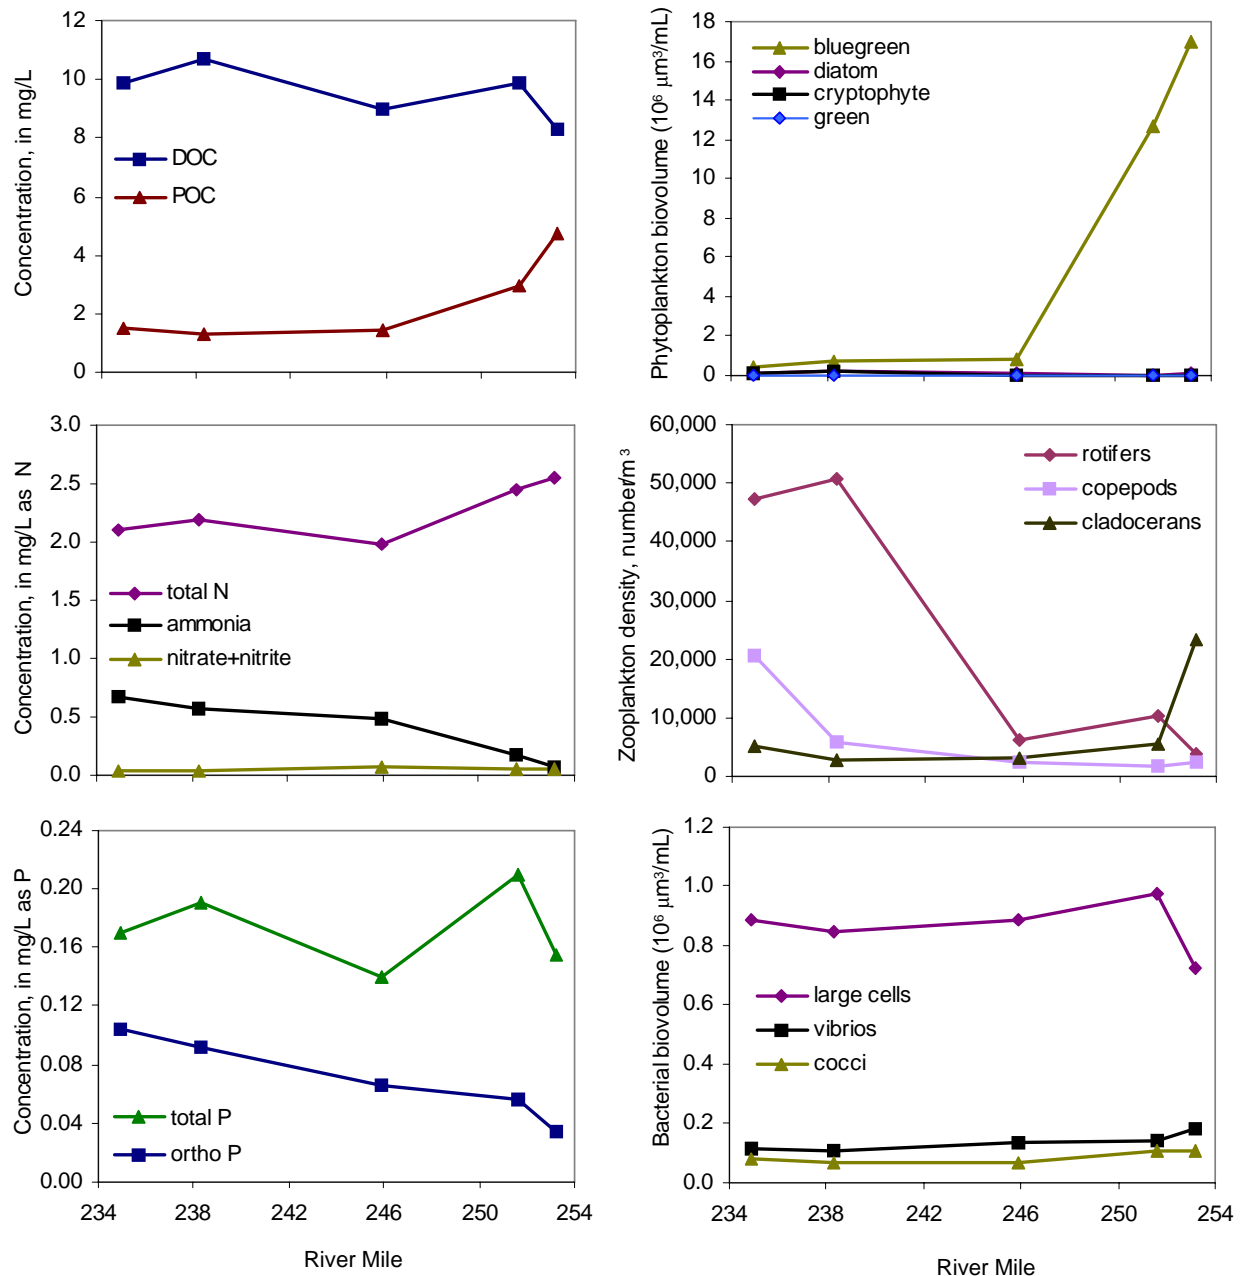 Concentration, in mg/L
12
10
8
6
4
2
0
DOC
POC
Phytoplankton biovolume (10⁶ μm³/mL)
18
16
14
12
10
8
6
4
2
0
bluegreen
diatom
cryptophyte
green
Concentration, in mg/L as N
3.0
2.5
2.0
1.5
1.0
0.5
0.0
total N
ammonia
nitrate+nitrite
Zooplankton density, number/m³
60,000
50,000
40,000
30,000
20,000
10,000
0
rotifers
copepods
cladocerans
Concentration, in mg/L as P
0.24
0.20
0.16
0.12
0.08
0.04
0.00
total P
ortho P
234 238 242 246 250 254
River Mile
Bacterial biovolume (10⁶ μm³/mL)
1.2
1.0
0.8
0.6
0.4
0.2
0.0
large cells
vibrios
cocci
234 238 242 246 250 254
River Mile